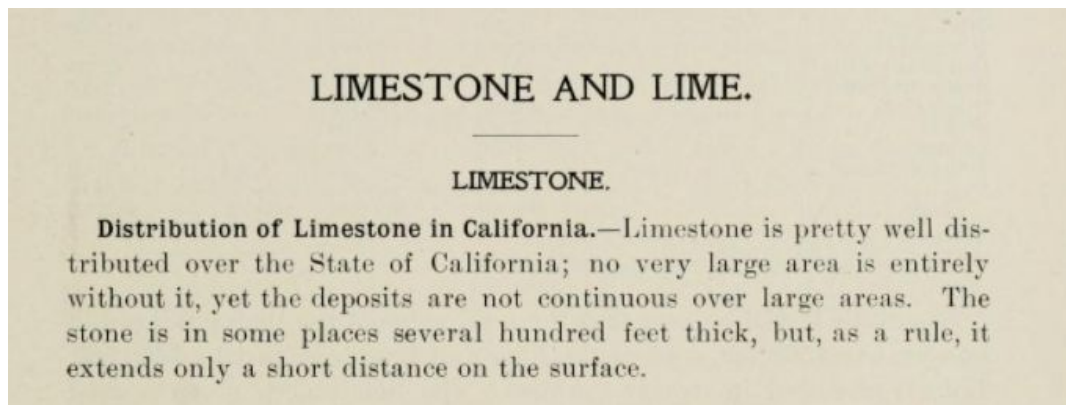 LIMESTONE AND LIME.
LIMESTONE.
Distribution of Limestone in California.—Limestone is pretty well dis-
tributed over the State of California; no very large area is entirely
without it, yet the deposits are not continuous over large areas. The
stone is in some places several hundred feet thick, but, as a rule, it
extends only a short distance on the surface.